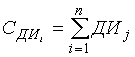 С_{ДИ_i} = \sum_{i=1}^{n} ДИ_j